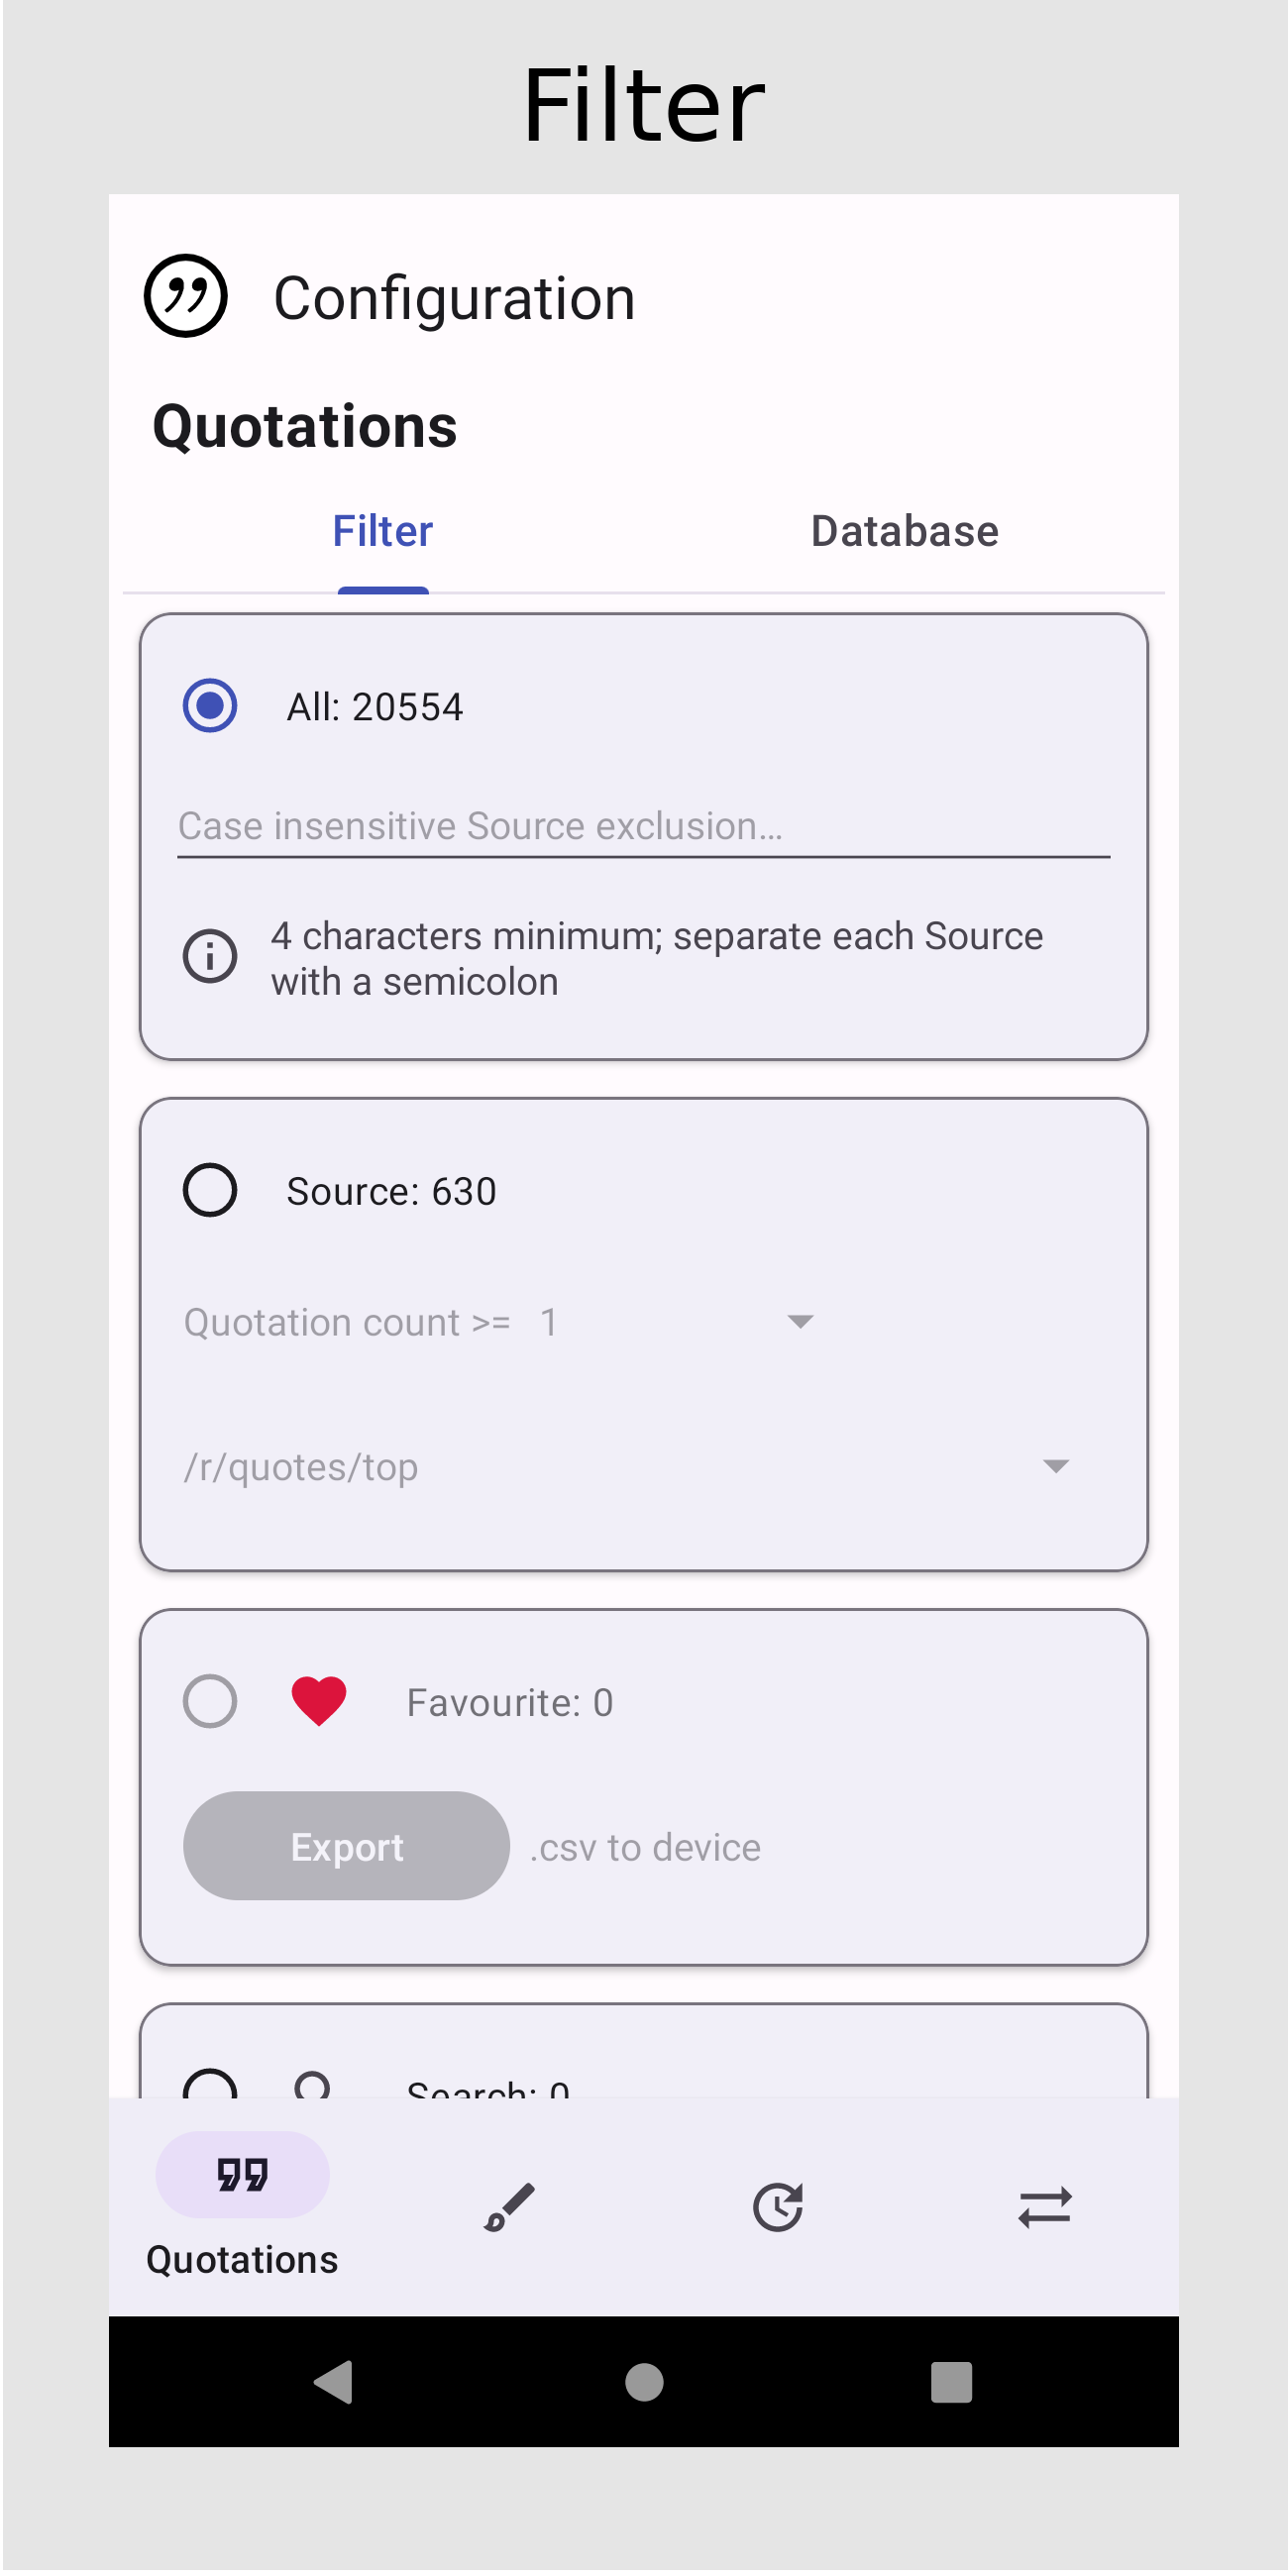 Filter
Configuration
Quotations
Filter
Database
All: 20554
Case insensitive Source exclusion...
4 characters minimum; separate each Source
with a semicolon
Source: 630
Quotation count >= 1
/r/quotes/top
Favourite: 0
Export
.csv to device
Search: 0
Quotations